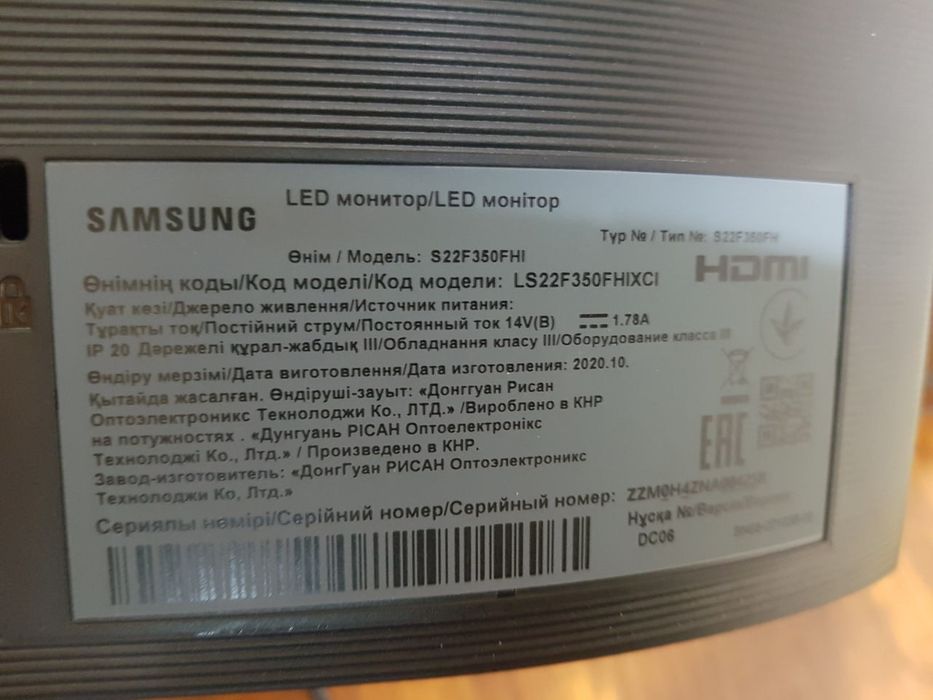 SAMSUNG
LED монитор/LED монітор
Түр № / Тип №: S22F350FH
Өнім / Модель: S22F350FHI
HDMI
Өнімнің коды/Код моделі/Код модели: LS22F350FHIXCI
Қуат көзі/Джерело живлення/Источник питания:
Тұрақты тоқ/Постійний струм/Постоянный ток 14V(B) 1.78A
IP 20 Дәрежелі құрал-жабдық III/Обладнання класу III/Оборудование класса III
Өндіру мерзімі/Дата виготовлення/Дата изготовления: 2020.10.
Қытайда жасалған. Өндіруші-зауыт: «Донггуан Рисан
Оптоэлектроникс Текнолоджи Ко., ЛТД.» /Вироблено в КНР
на потужностях . «Дунгуань РІСАН Оптоелектронікс
Технолоджі Ко., Лтд.» / Произведено в КНР.
Завод-изготовитель: «ДонгГуан РИСАН Оптоэлектроникс
Технолоджи Ко, Лтд.»
EAC
Сериялы нөмірі/Серійний номер/Серийный номер:
Нұсқа №/Версія/Версия
DC06